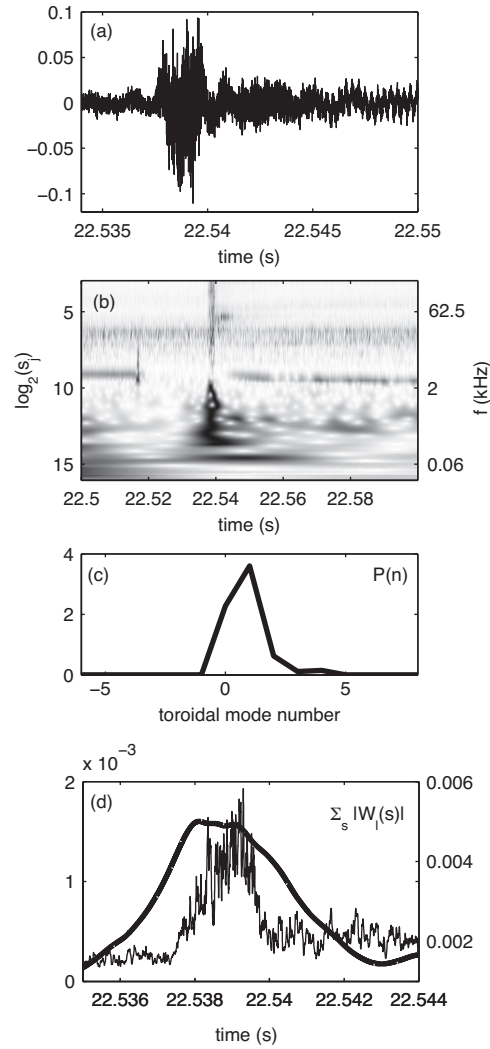 (a)
0.1
0.05
0
−0.05
−0.1
22.535 22.54 22.545 22.55
time (s)
(b)
5
10
15
log2(sj)
62.5
2
0.06
f (kHz)
22.5 22.52 22.54 22.56 22.58
time (s)
(c)
P(n)
4
2
0
−5 0 5
toroidal mode number
x 10−3
(d)
Σs |Wl(s)|
2
1
0
0.006
0.004
0.002
22.536 22.538 22.54 22.542 22.544
time (s)